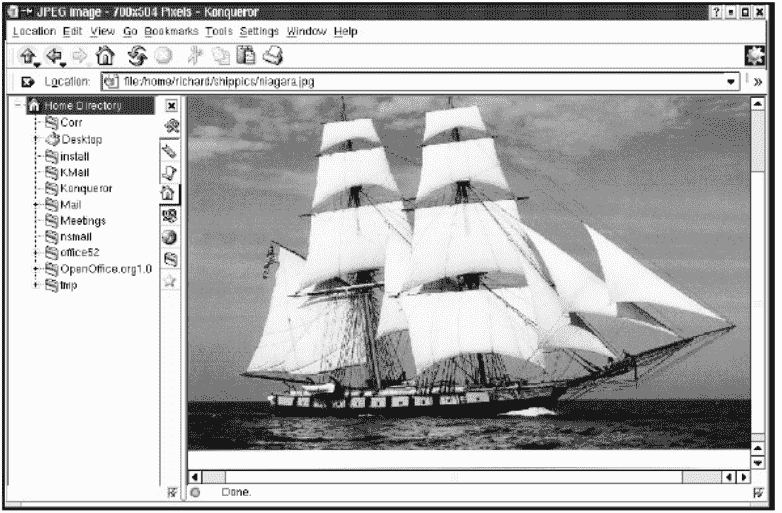 JPEG Image - 700x504 Pixels - Konqueror
Location Edit View Go Bookmarks Tools Settings Window Help
Location: file:/home/richard/shippics/niagara.jpg
Home Directory
Corr
Desktop
install
KMail
Konqueror
Mail
Meetings
nsmail
office52
OpenOffice.org1.0
tmp
Done.